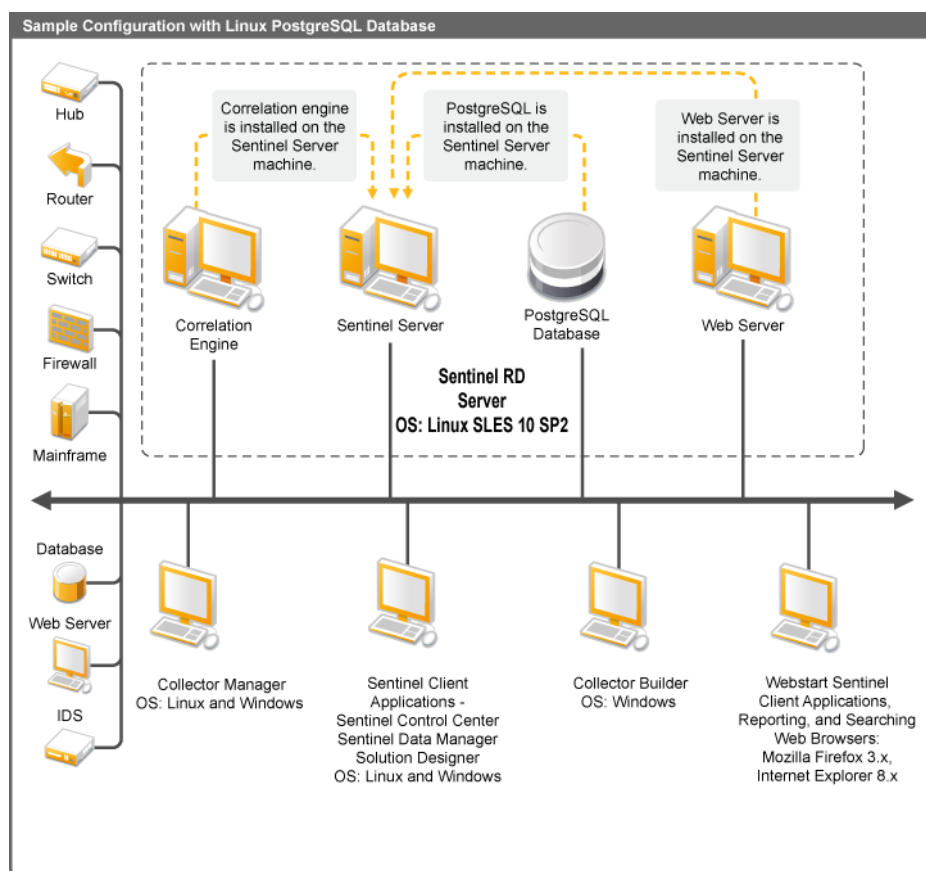 Sample Configuration with Linux PostgreSQL Database
Hub
Router
Switch
Firewall
Mainframe
Correlation engine
is installed on the
Sentinel Server
machine.
PostgreSQL is
installed on the
Sentinel Server
machine.
Web Server is
installed on the
Sentinel Server
machine.
Correlation
Engine
Sentinel Server
PostgreSQL
Database
Web Server
Sentinel RD
Server
OS: Linux SLES 10 SP2
Database
Web Server
IDS
Collector Manager
OS: Linux and Windows
Sentinel Client
Applications -
Sentinel Control Center
Sentinel Data Manager
Solution Designer
OS: Linux and Windows
Collector Builder
OS: Windows
Webstart Sentinel
Client Applications,
Reporting, and Searching
Web Browsers:
Mozilla Firefox 3.x,
Internet Explorer 8.x